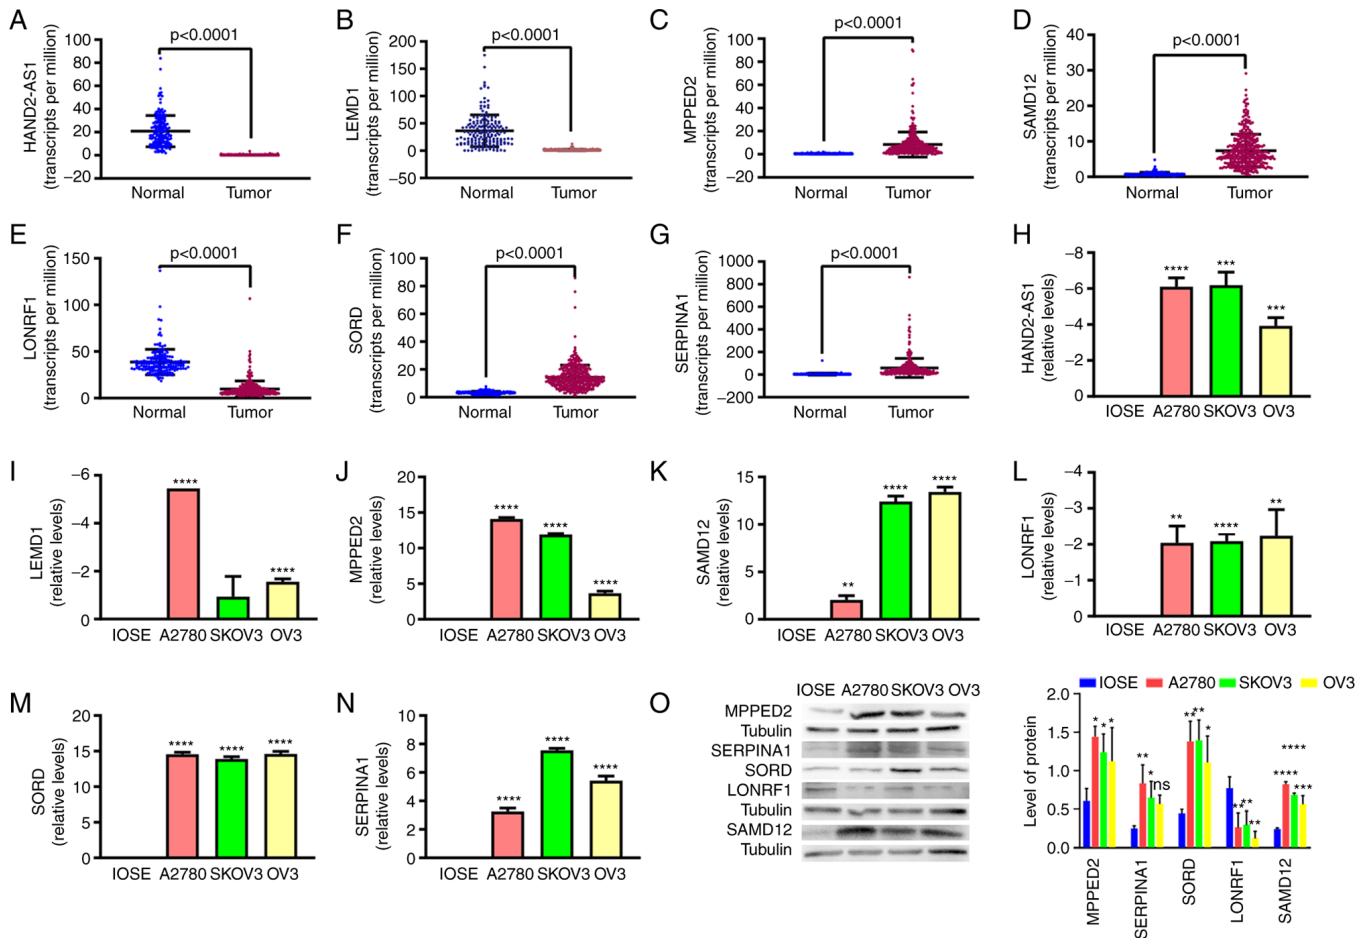 A
HAND2-AS1
(transcripts per million)
100
80
60
40
20
0
−20
p<0.0001
Normal Tumor
B
LEMD1
(transcripts per million)
200
150
100
50
0
−50
p<0.0001
Normal Tumor
C
MPPED2
(transcripts per million)
100
80
60
40
20
0
−20
p<0.0001
Normal Tumor
D
SAMD12
(transcripts per million)
40
30
20
10
0
p<0.0001
Normal Tumor
E
LONRF1
(transcripts per million)
150
100
50
0
p<0.0001
Normal Tumor
F
SORD
(transcripts per million)
100
80
60
40
20
0
p<0.0001
Normal Tumor
G
SERPINA1
(transcripts per million)
1000
800
600
400
200
0
−200
p<0.0001
Normal Tumor
H
HAND2-AS1
(relative levels)
−8
−6
−4
−2
0
**** *** ***
IOSE A2780 SKOV3 OV3
I
LEMD1
(relative levels)
−6
−4
−2
0
**** ****
IOSE A2780 SKOV3 OV3
J
MPPED2
(relative levels)
20
15
10
5
0
**** **** ****
IOSE A2780 SKOV3 OV3
K
SAMD12
(relative levels)
15
10
5
0
** **** ****
IOSE A2780 SKOV3 OV3
L
LONRF1
(relative levels)
−4
−3
−2
−1
0
** **** **
IOSE A2780 SKOV3 OV3
M
SORD
(relative levels)
20
15
10
5
0
**** **** ****
IOSE A2780 SKOV3 OV3
N
SERPINA1
(relative levels)
10
8
6
4
2
0
**** **** ****
IOSE A2780 SKOV3 OV3
O
IOSE A2780 SKOV3 OV3
MPPED2
Tubulin
SERPINA1
SORD
LONRF1
Tubulin
SAMD12
Tubulin
IOSE A2780 SKOV3 OV3
Level of protein
2.0
1.5
1.0
0.5
0.0
* * *
** * ns
** ** *
** ** **
**** **** ***
MPPED2
SERPINA1
SORD
LONRF1
SAMD12